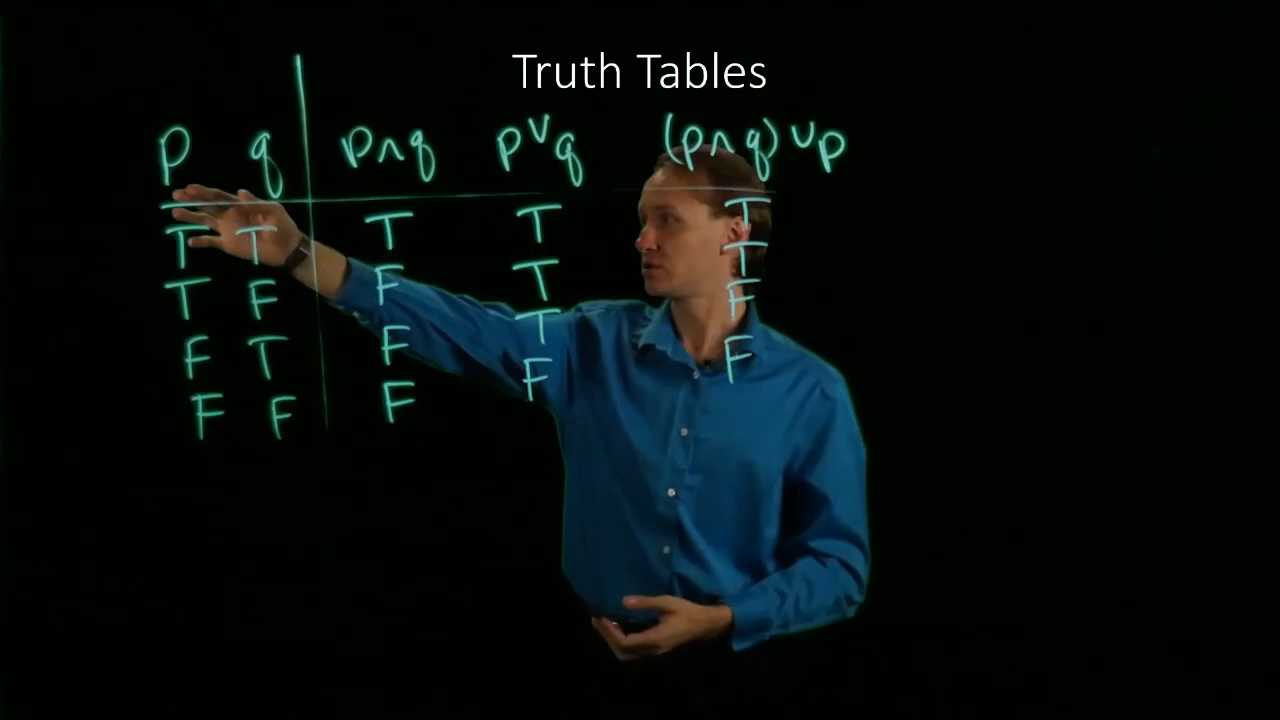 Truth Tables
p q p∧q p∨q (p∧q)∨p
T T T T T
T F F T T
F T F T F
F F F F F